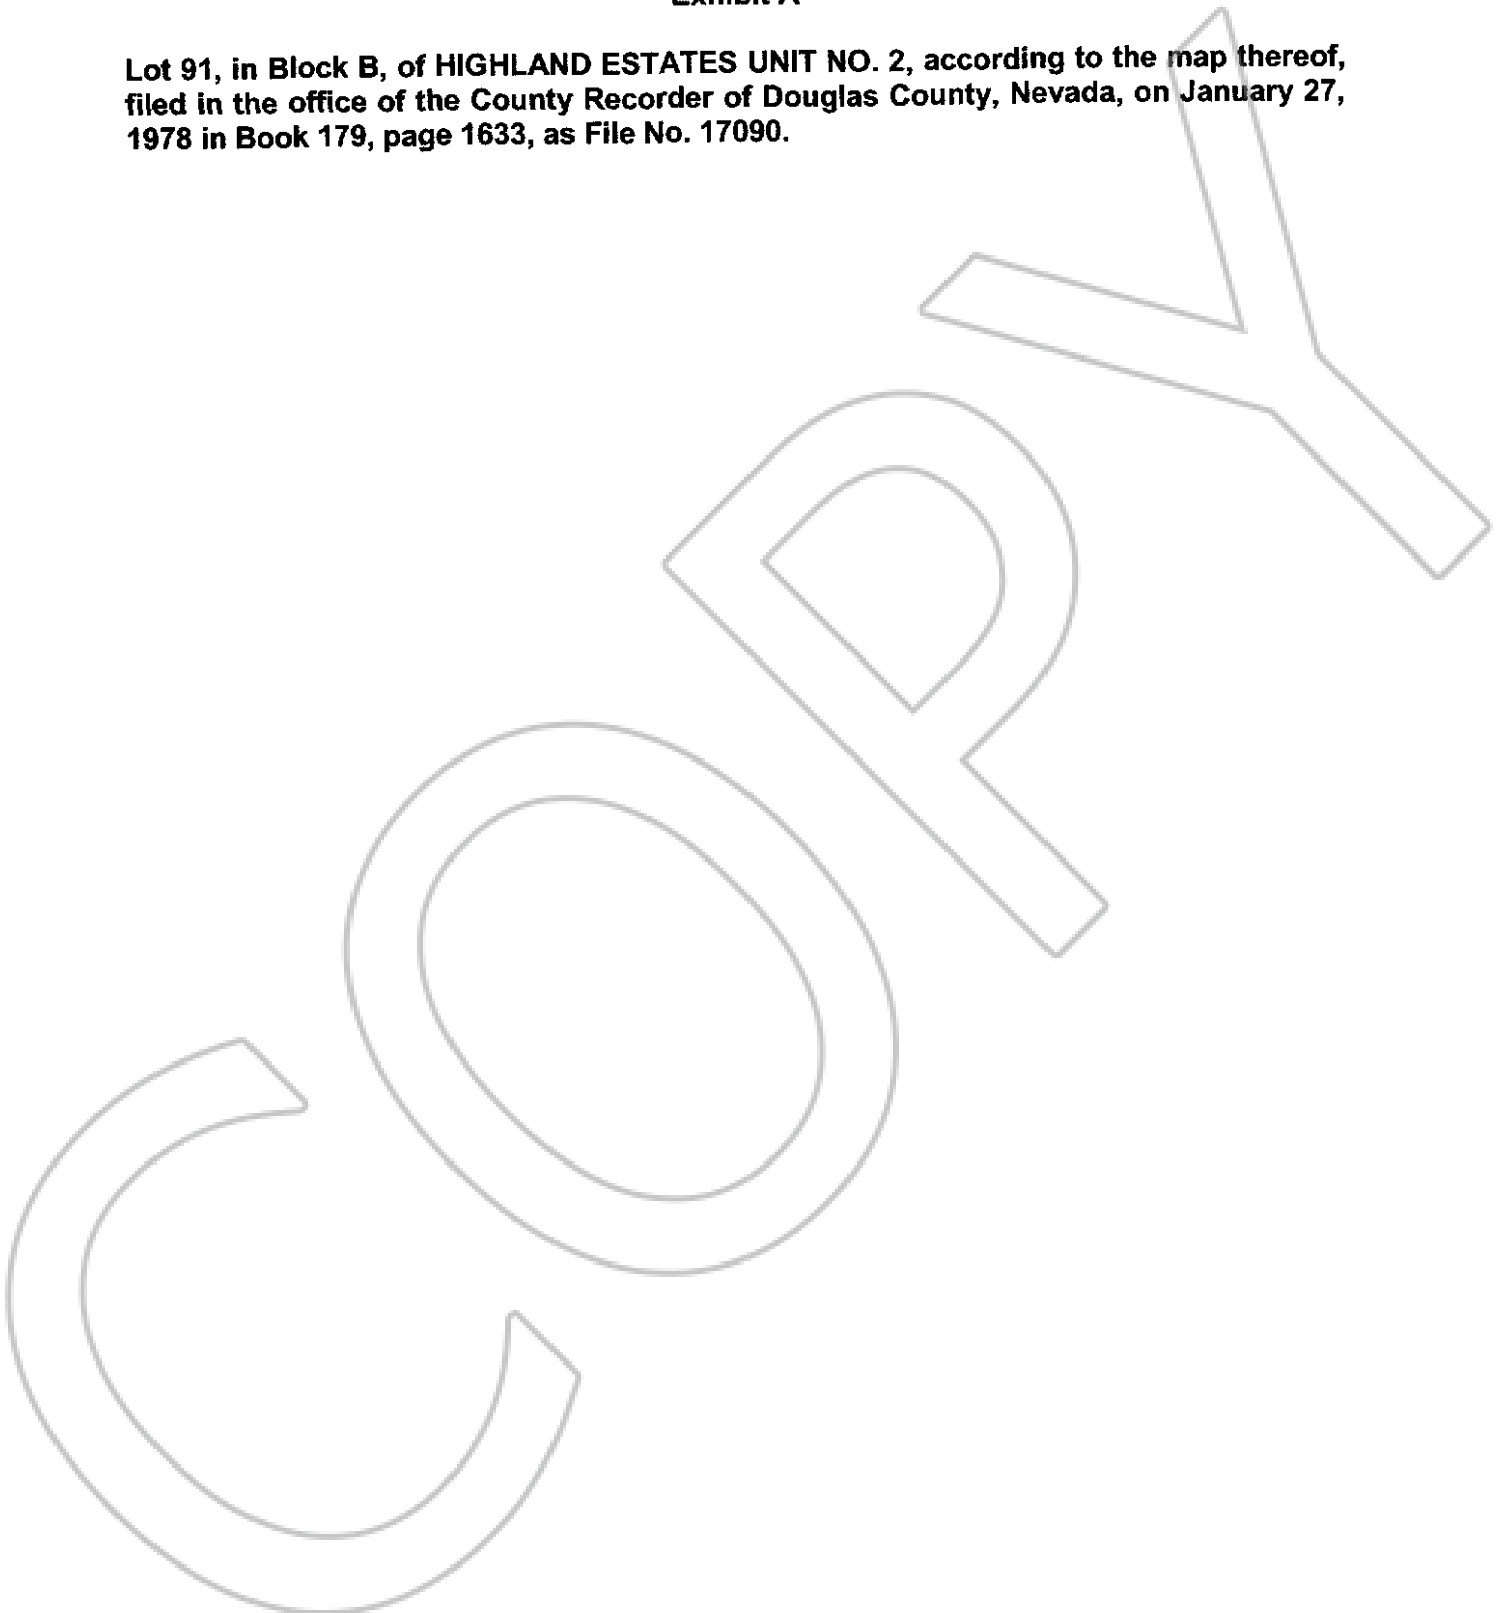 Exhibit A
Lot 91, in Block B, of HIGHLAND ESTATES UNIT NO. 2, according to the map thereof,
filed in the office of the County Recorder of Douglas County, Nevada, on January 27,
1978 in Book 179, page 1633, as File No. 17090.
COPY